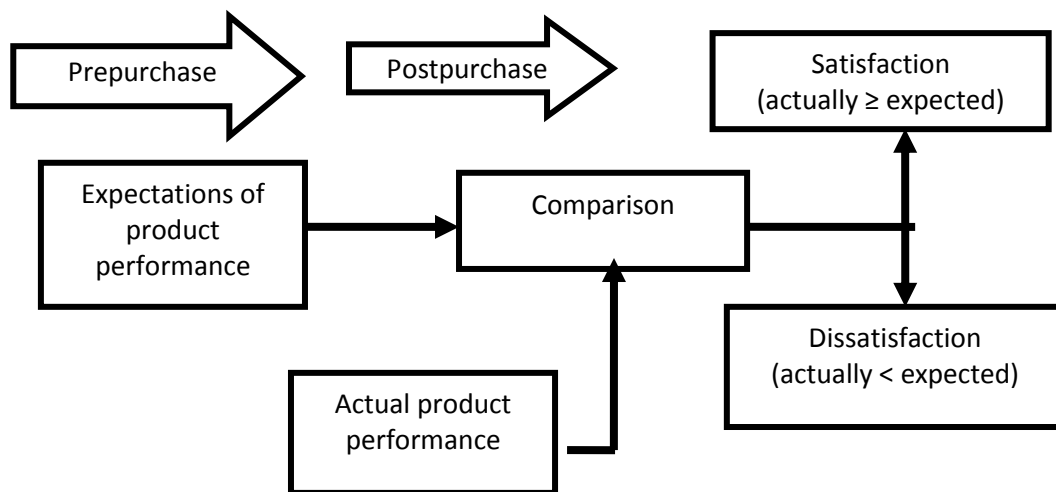 Prepurchase
Postpurchase
Satisfaction
(actually ≥ expected)
Expectations of
product
performance
Comparison
Dissatisfaction
(actually < expected)
Actual product
performance